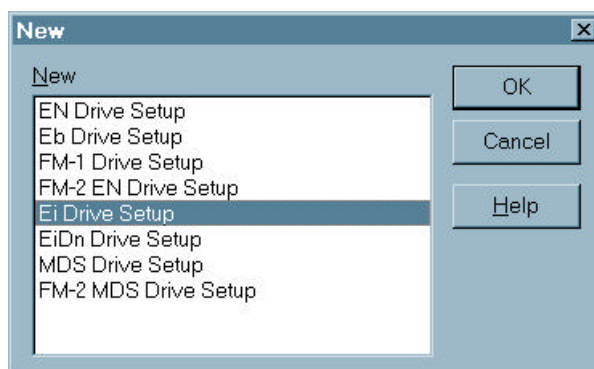 New
New
EN Drive Setup
Eb Drive Setup
FM-1 Drive Setup
FM-2 EN Drive Setup
Ei Drive Setup
EiDn Drive Setup
MDS Drive Setup
FM-2 MDS Drive Setup
OK
Cancel
Help